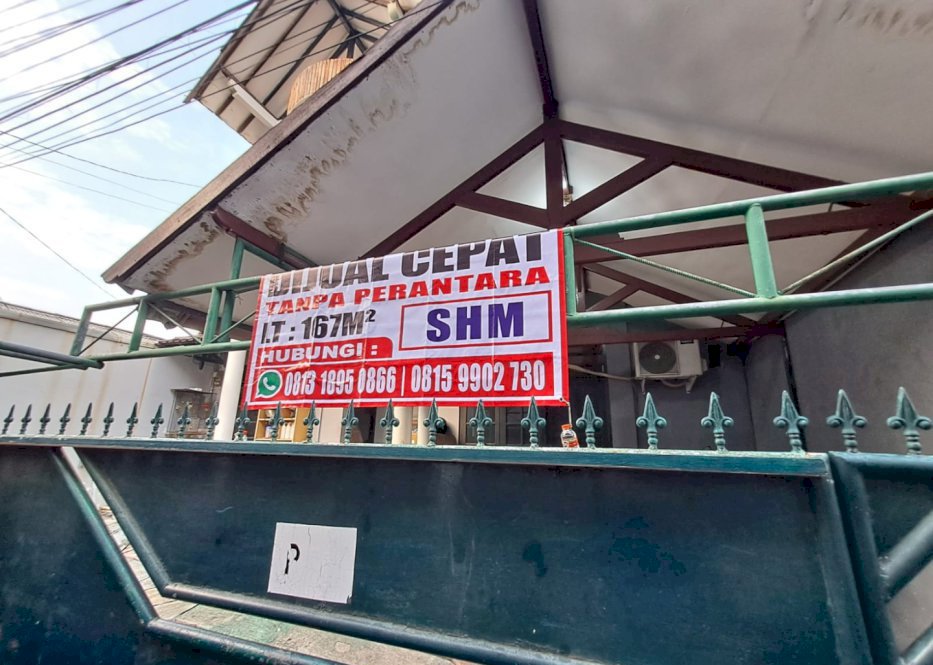 DIJUAL CEPAT
TANPA PERANTARA
LT : 167M²
SHM
HUBUNGI :
0813 1895 0866 | 0815 9902 730
P